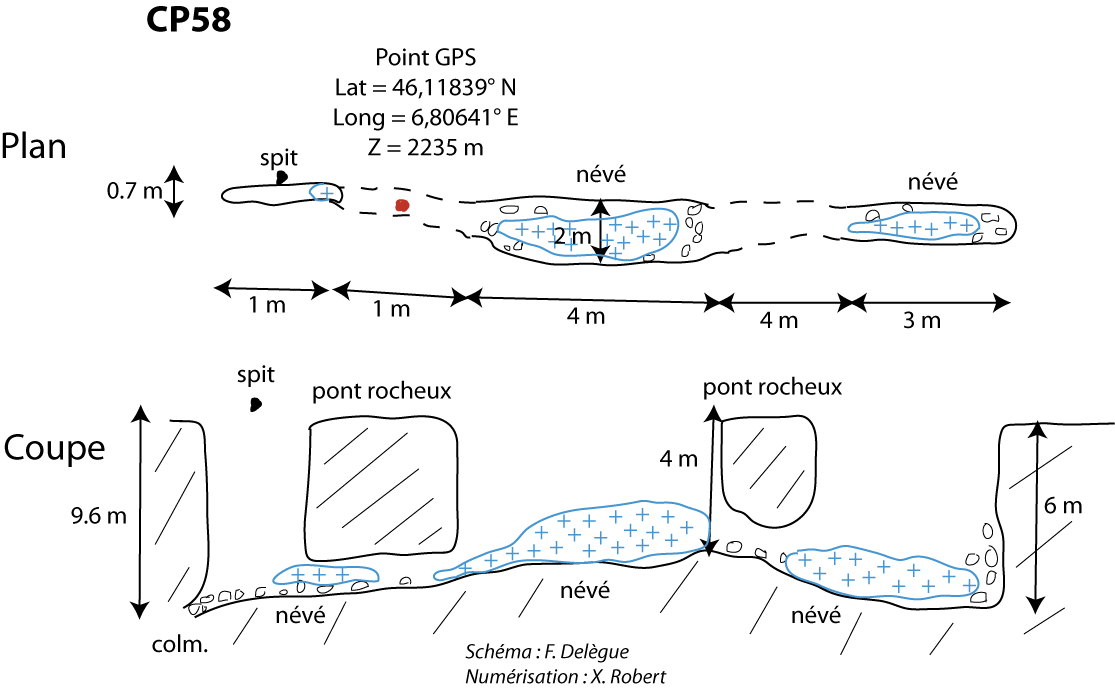 CP58
Point GPS
Lat = 46,11839° N
Long = 6,80641° E
Z = 2235 m
Plan
spit
névé
névé
0.7 m
2 m
1 m
1 m
4 m
4 m
3 m
spit
pont rocheux
pont rocheux
Coupe
4 m
9.6 m
6 m
névé
névé
névé
colm.
Schéma : F. Delègue
Numérisation : X. Robert